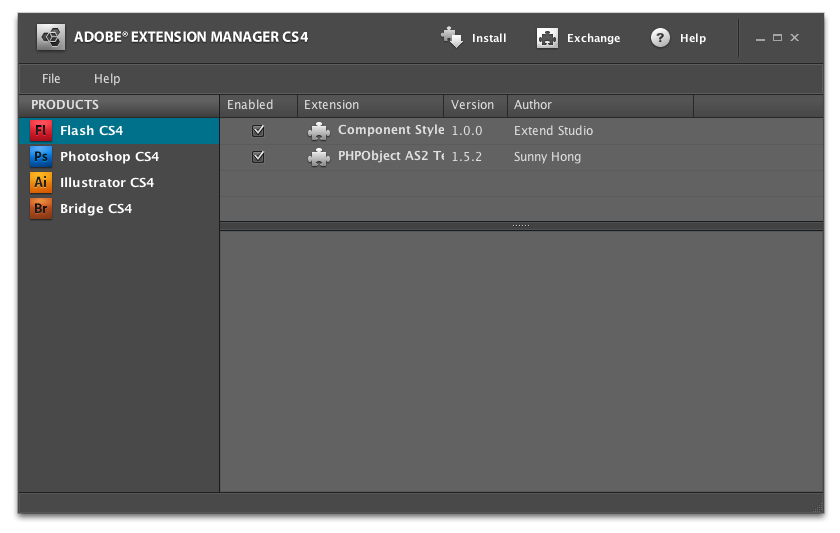 ADOBE® EXTENSION MANAGER CS4 Install Exchange ? Help
File Help
PRODUCTS Enabled Extension Version Author
Fl Flash CS4 Component Style 1.0.0 Extend Studio
Ps Photoshop CS4 PHPObject AS2 Te 1.5.2 Sunny Hong
Ai Illustrator CS4
Br Bridge CS4